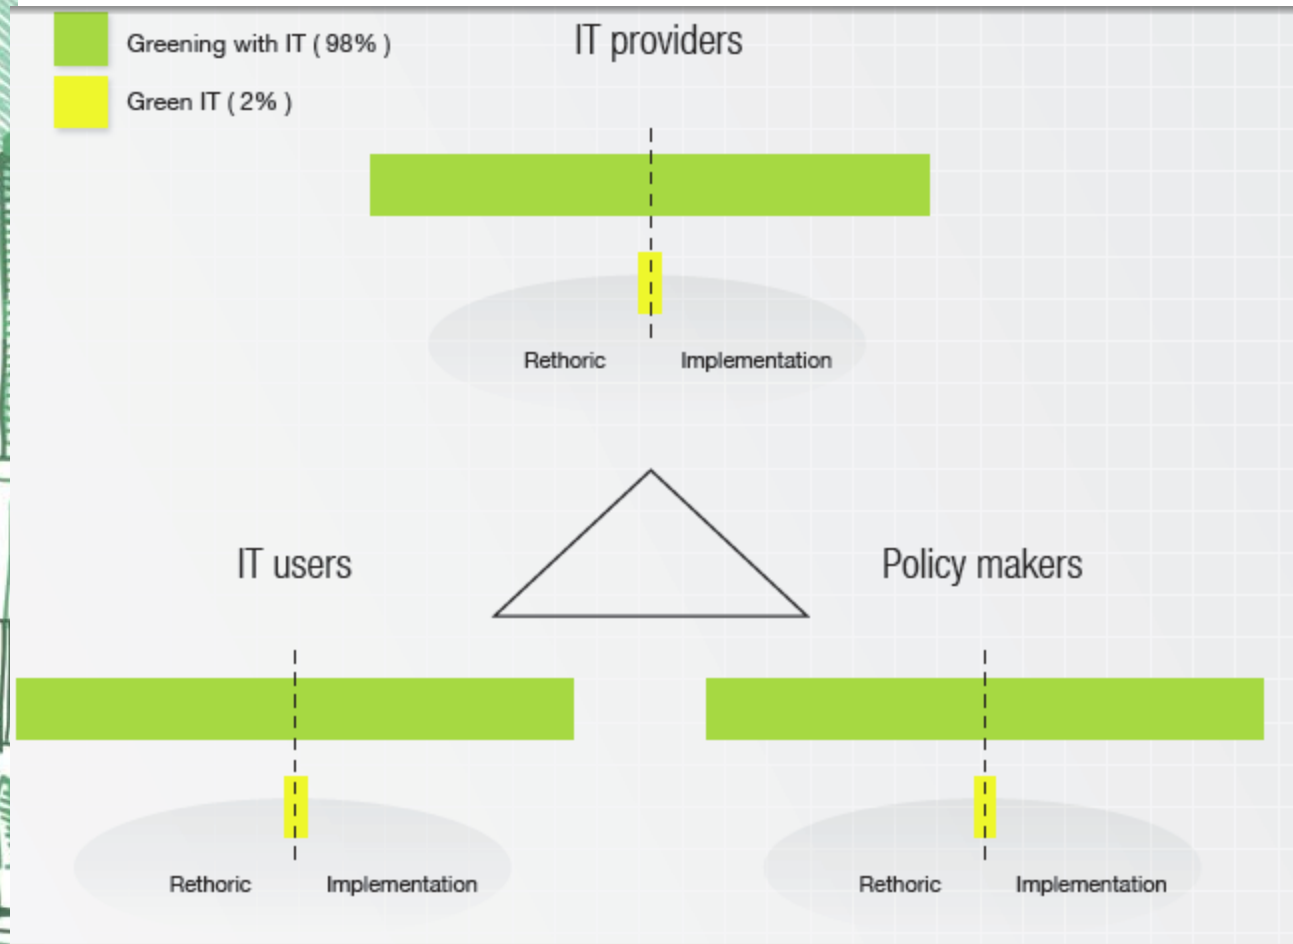 Greening with IT ( 98% )
IT providers
Green IT ( 2% )
Rethoric
Implementation
IT users
Policy makers
Rethoric
Implementation
Rethoric
Implementation